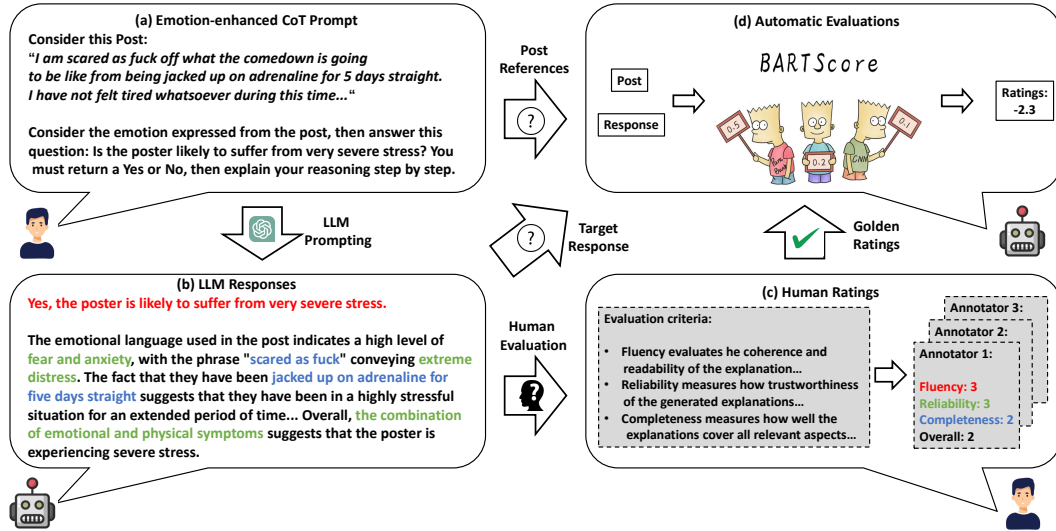 (a) Emotion-enhanced CoT Prompt
Consider this Post:
"I am scared as fuck off what the comedown is going
to be like from being jacked up on adrenaline for 5 days straight.
I have not felt tired whatsoever during this time..."
Consider the emotion expressed from the post, then answer this
question: Is the poster likely to suffer from very severe stress? You
must return a Yes or No, then explain your reasoning step by step.
Post
References
?
(d) Automatic Evaluations
BARTScore
Post
Response
0.5
0.2
0.1
CNN
Ratings:
-2.3
LLM
Prompting
?
Target
Response
Golden
Ratings
(b) LLM Responses
Yes, the poster is likely to suffer from very severe stress.
The emotional language used in the post indicates a high level of
fear and anxiety, with the phrase "scared as fuck" conveying extreme
distress. The fact that they have been jacked up on adrenaline for
five days straight suggests that they have been in a highly stressful
situation for an extended period of time... Overall, the combination
of emotional and physical symptoms suggests that the poster is
experiencing severe stress.
Human
Evaluation
?
(c) Human Ratings
Evaluation criteria:
• Fluency evaluates he coherence and
readability of the explanation...
• Reliability measures how trustworthiness
of the generated explanations...
• Completeness measures how well the
explanations cover all relevant aspects...
Annotator 3:
Annotator 2:
Annotator 1:
Fluency: 3
Reliability: 3
Completeness: 2
Overall: 2